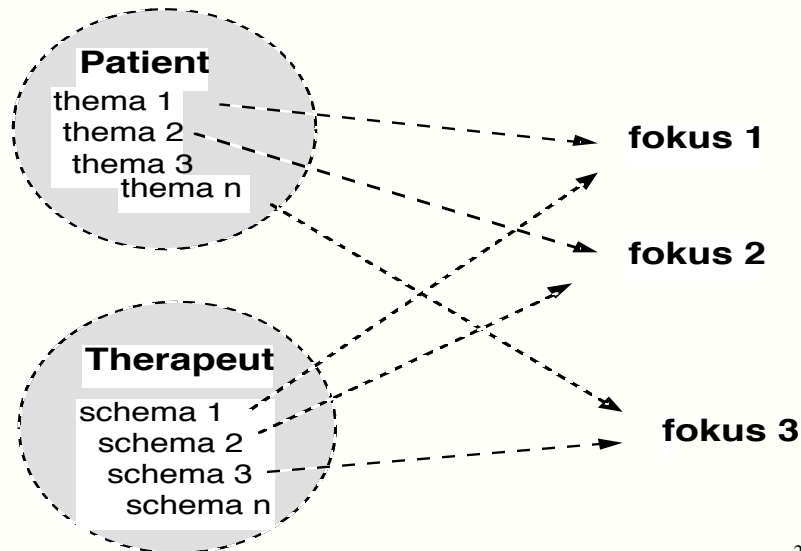 Patient
thema 1
thema 2
thema 3
thema n
fokus 1
fokus 2
Therapeut
schema 1
schema 2
schema 3
schema n
fokus 3